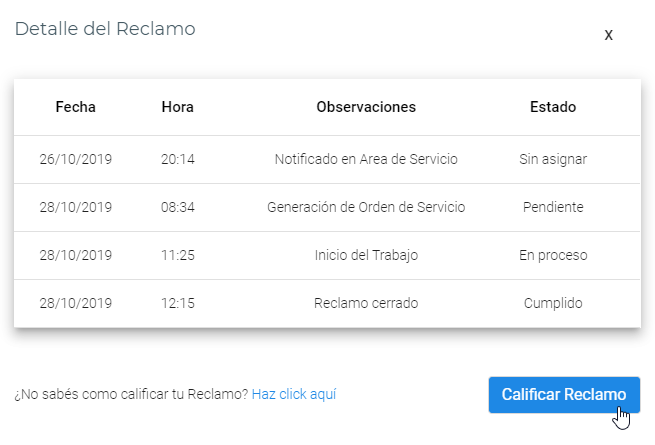 Detalle del Reclamo
x
Fecha Hora Observaciones Estado
26/10/2019 20:14 Notificado en Area de Servicio Sin asignar
28/10/2019 08:34 Generación de Orden de Servicio Pendiente
28/10/2019 11:25 Inicio del Trabajo En proceso
28/10/2019 12:15 Reclamo cerrado Cumplido
¿No sabés como calificar tu Reclamo? Haz click aquí
Calificar Reclamo